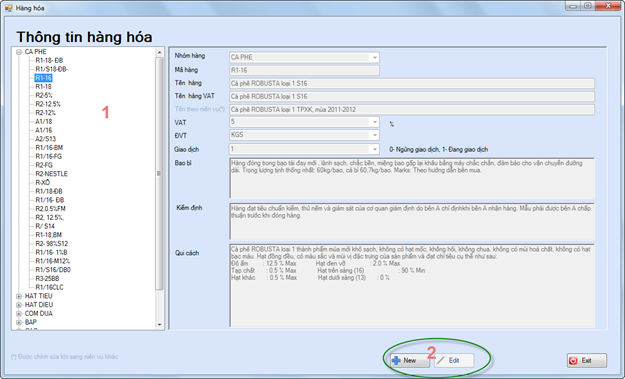 Hàng hóa
Thông tin hàng hóa
CA PHE
R1-18- ĐB
R1/S18-ĐB-
R1-16
R1-18
R2-5%
R2-12.5%
R2-12%
A1/18
A1/16
A2/S13
R1/16-BM
R1/16-FG
R2-FG
R2-NESTLE
R-XÔ
R1/18-ĐB
R1/16- ĐB
R2,0.5%FM
R2, 12.5%,
R/ S14
R1-18,BM
R2- 98%S12
R1/16- 1%B
R1/16-M12%
R1/S16/DB0
R3-25BB
R1/16CLC
HAT TIEU
HAT DIEU
COM DUA
BAP
1
Nhóm hàng
CA PHE
Mã hàng
R1-16
Tên hàng
Cà phê ROBUSTA loại 1 S16
Tên hàng VAT
Cà phê ROBUSTA loại 1 S16
Tên theo niên vụ(*)
Cà phê ROBUSTA loại 1 TPXK, mùa 2011-2012
VAT
5
%
ĐVT
KGS
Giao dịch
1
0- Ngừng giao dịch, 1- Đang giao dịch
Bao bì
Hàng đóng trong bao tải đay mới , lành sạch, chắc bền, miệng bao gấp lại khâu bằng máy chắc chắn, đảm bảo cho vận chuyển đường
dài. Trọng lượng tịnh thống nhất: 60kg/bao, cả bì 60,7kg/bao. Marks: Theo hướng dẫn bên mua.
Kiểm định
Hàng đạt tiêu chuẩn kiểm, thử nếm và giám sát của cơ quan giám định do bên A chỉ địnhkhi bên A nhận hàng. Mẫu phải được bên A chấp
thuận trước khi đóng hàng.
Qui cách
Cà phê ROBUSTA loại 1 thành phẩm mùa mới khô sạch, không có hạt mốc, không hôi, không chua, không có mùi hoá chất, không có hạt
bạc màu. Hạt đồng đều, có màu sắc và mùi vị đặc trưng của sản phẩm và đạt chỉ tiêu cụ thể như sau.
Độ ẩm : 12.5 % Max Hạt đen vỡ : 2.0 % Max
Tạp chất : 0.5 % Max Hạt trên sàng (16) : 90 % Min
Hạt khác : 0.5 % Max Hạt dưới sàng (13) : 0 %
(*) Được chỉnh sửa khi sang niên vụ khác
2
New
Edit
Exit